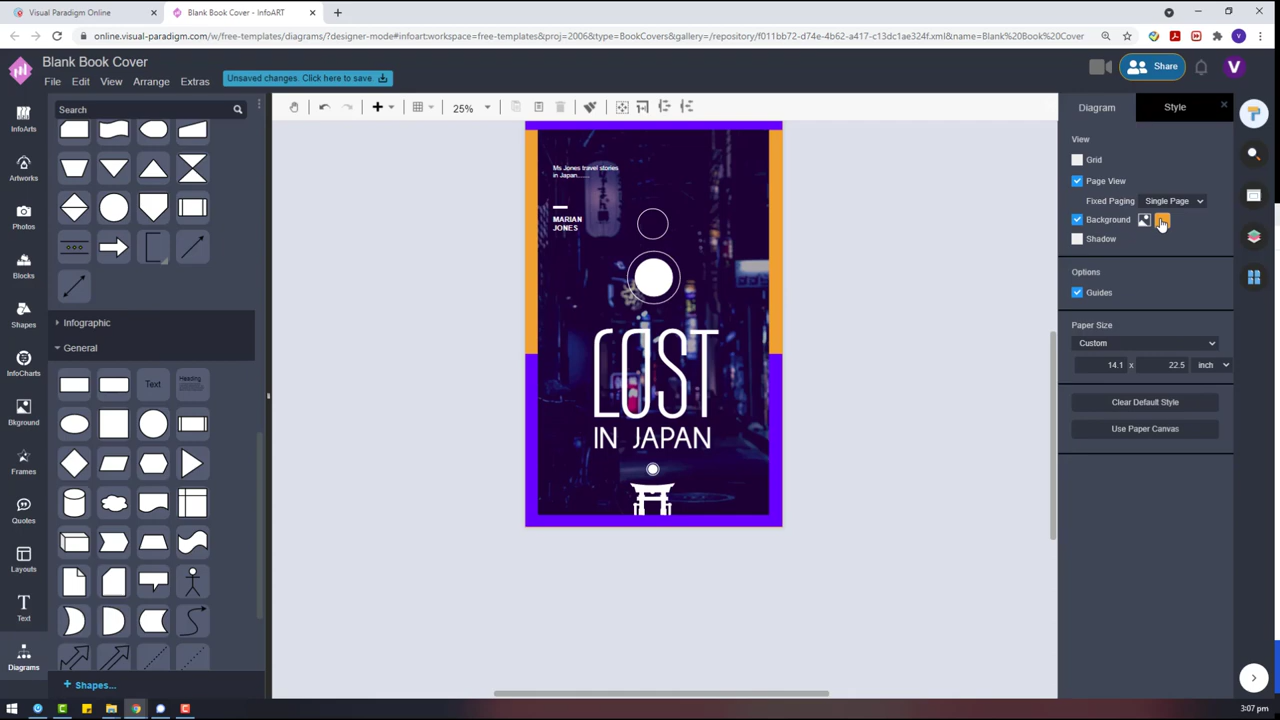 Visual Paradigm Online
Blank Book Cover - InfoART
online.visual-paradigm.com/w/free-templates/diagrams/?designer-mode#infoart:workspace=free-templates&proj=2006&type=BookCovers&gallery=/repository/f011bb72-d74e-4b62-a417-c13dc1ae324f.xml&name=Blank%20Book%20Cover
Blank Book Cover
Share
V
File Edit View Arrange Extras
Unsaved changes. Click here to save.
Search
25%
Diagram
Style
InfoArts
Artworks
Photos
Blocks
Shapes
InfoCharts
Bkground
Frames
Quotes
Layouts
Text
Diagrams
Infographic
General
Text
Heading
+ Shapes...
Ms Jones travel stories
in Japan......
MARIAN
JONES
LOST
IN JAPAN
View
Grid
Page View
Fixed Paging Single Page
Background
Shadow
Options
Guides
Paper Size
Custom
14.1 x 22.5 inch
Clear Default Style
Use Paper Canvas
3:07 pm